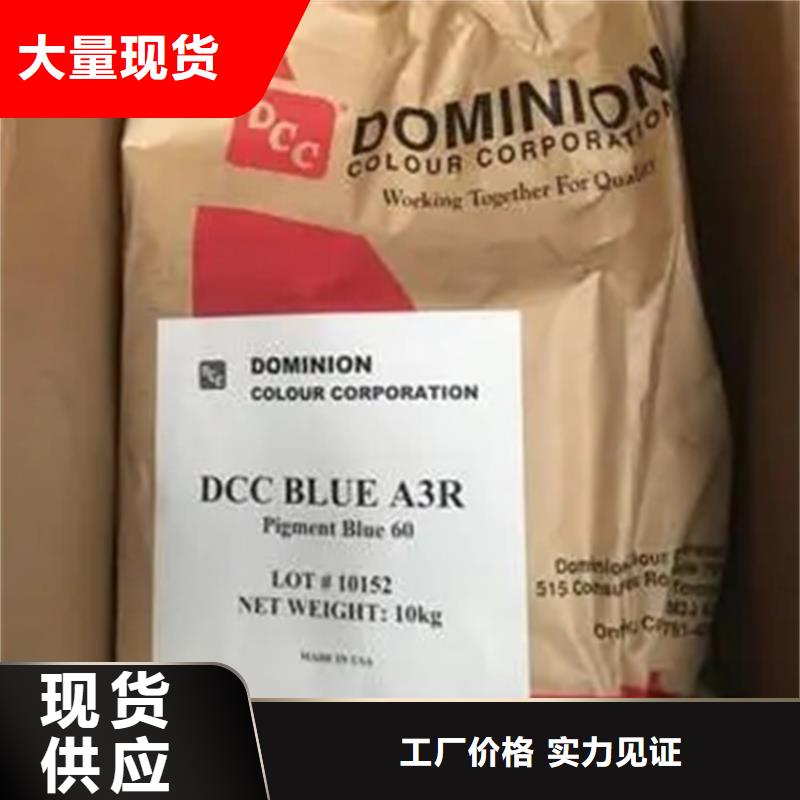 大量现货
DCC
DOMINION
COLOUR CORPORATION
Working Together For Quality
DCC
DOMINION
COLOUR CORPORATION
DCC BLUE A3R
Pigment Blue 60
LOT # 10152
NET WEIGHT: 10kg
MADE IN USA
Dominion
515
现货
供应
工厂价格 实力见证